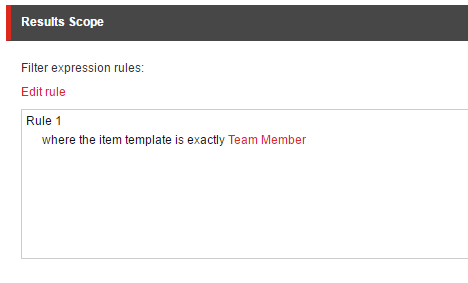 Results Scope
Filter expression rules:
Edit rule
Rule 1
where the item template is exactly Team Member